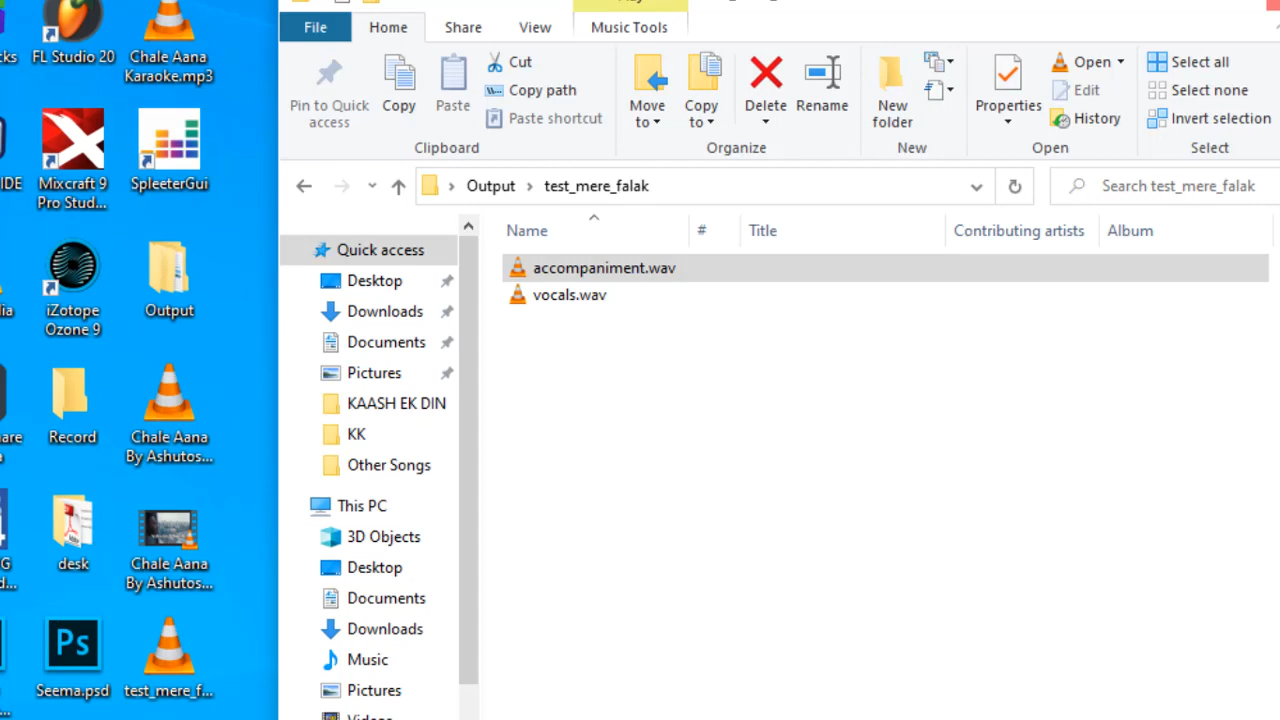 FL Studio 20
Chale Aana
Karaoke.mp3
Mixcraft 9
Pro Stud...
SpleeterGui
iZotope
Ozone 9
Output
Record
Chale Aana
By Ashutos...
desk
Chale Aana
By Ashutos...
Seema.psd
test_mere_f...
File
Home
Share
View
Music Tools
Pin to Quick
access
Copy
Paste
Cut
Copy path
Paste shortcut
Clipboard
Move
to
Copy
to
Delete
Rename
Organize
New
folder
New
Properties
Open
Edit
History
Open
Select all
Select none
Invert selection
Select
Output > test_mere_falak
Search test_mere_falak
Name
#
Title
Contributing artists
Album
accompaniment.wav
vocals.wav
Quick access
Desktop
Downloads
Documents
Pictures
KAASH EK DIN
KK
Other Songs
This PC
3D Objects
Desktop
Documents
Downloads
Music
Pictures
Videos